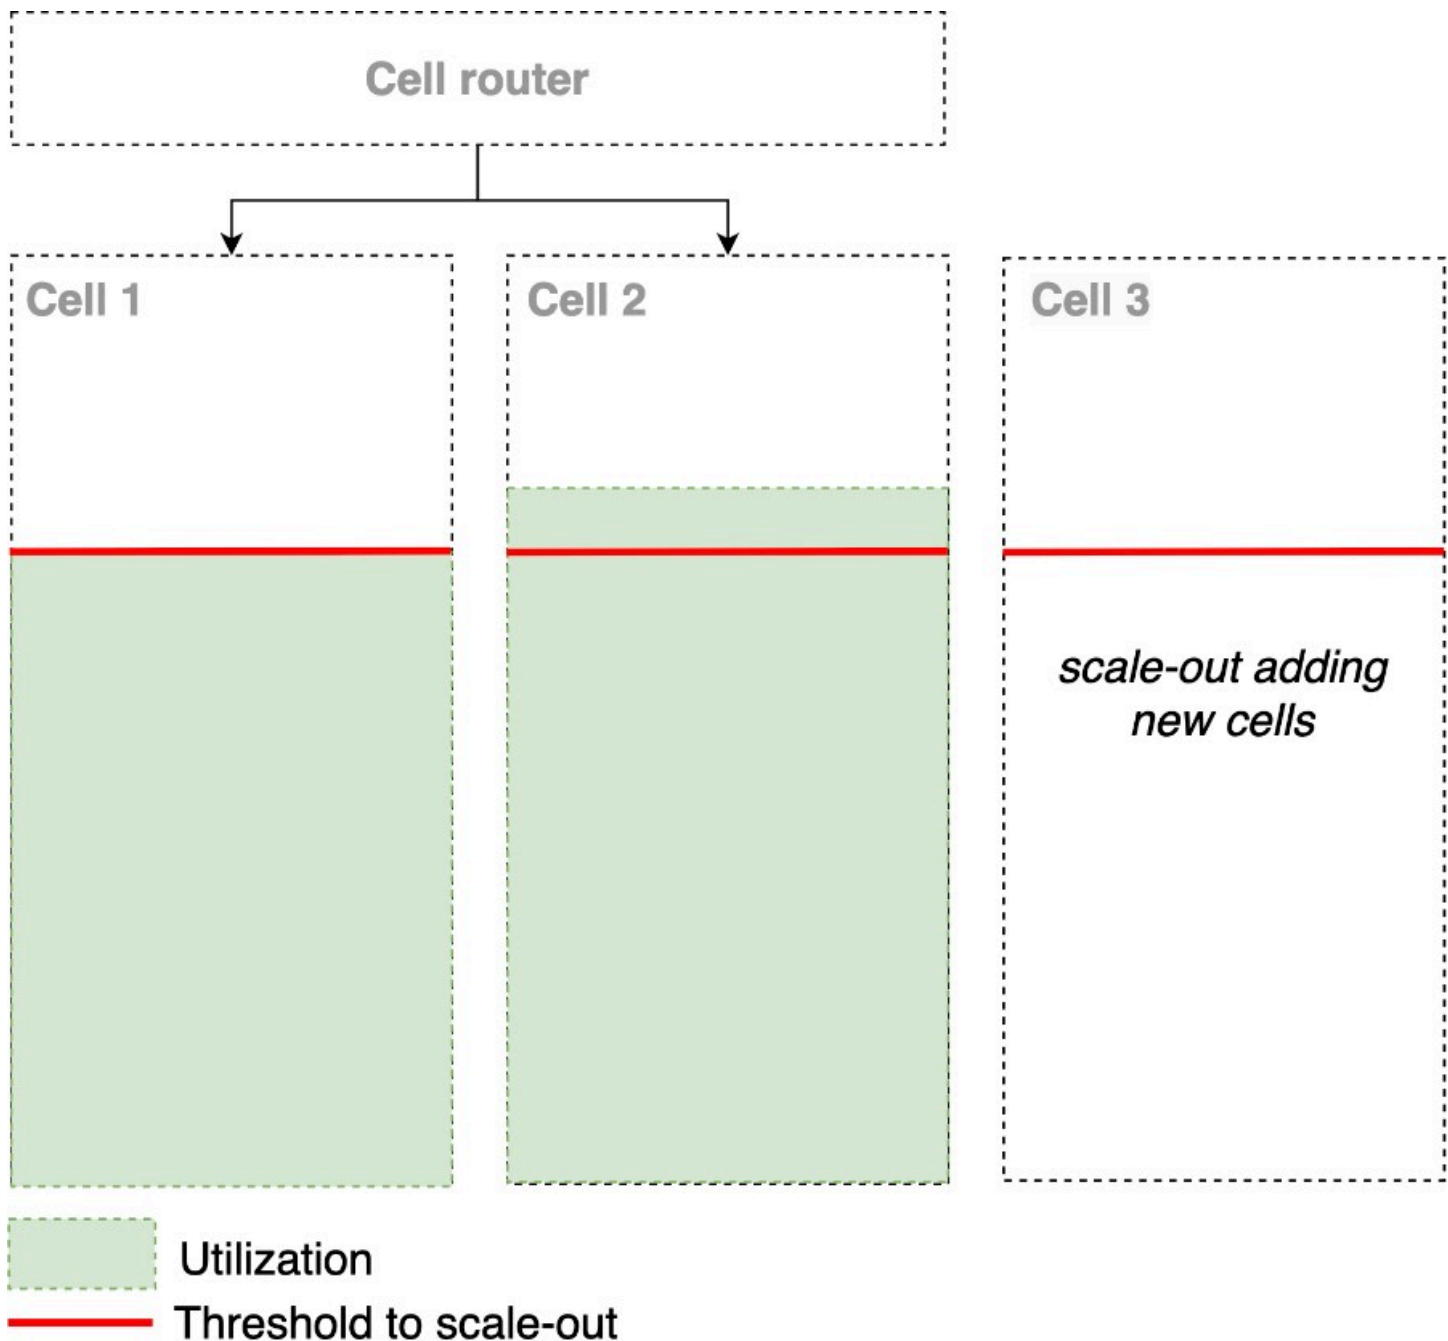 Cell router
Cell 1
Cell 2
Cell 3
scale-out adding
new cells
Utilization
Threshold to scale-out